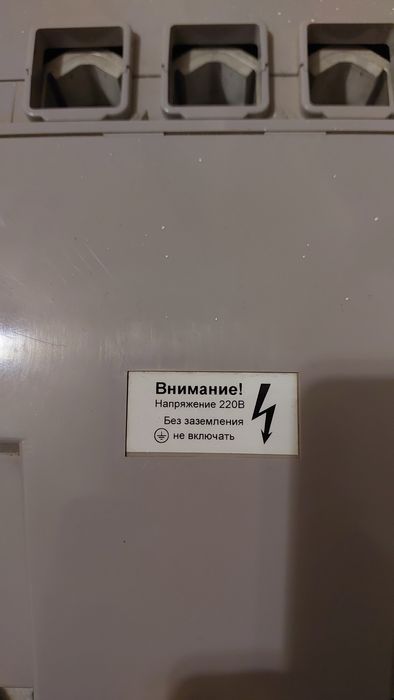 Внимание!
Напряжение 220В
Без заземления
не включать